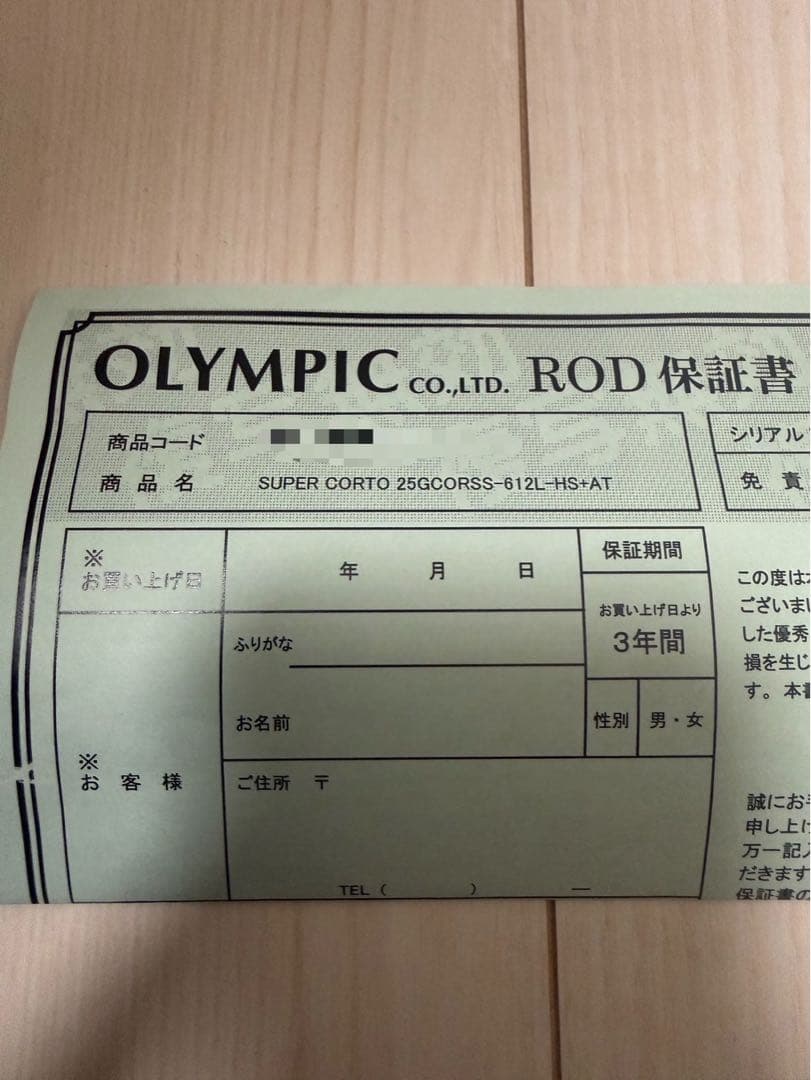 OLYMPIC CO.,LTD. ROD 保証書
商品コード
商品名 SUPER CORTO 25GCORSS-612L-HS+AT
シリアル
免責
※
お買い上げ日
年 月 日
保証期間
お買い上げ日より
3年間
ふりがな
お名前
性別 男・女
※
お客様
ご住所 〒
TEL ( ) ―
この度は
ございまし
した優秀
損を生じ
す。本書
誠にお手
申し上げ
万一記入
だきます
保証書の